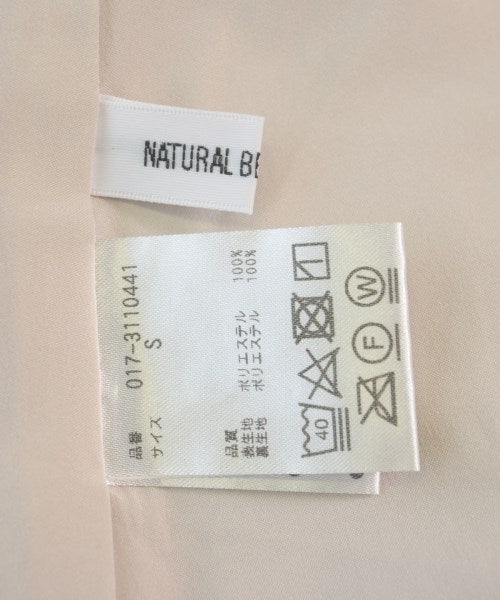 NATURAL BE
品番 017-3110441
サイズ S
品質
表生地 ポリエステル 100%
裏生地 ポリエステル 100%
40
F
W